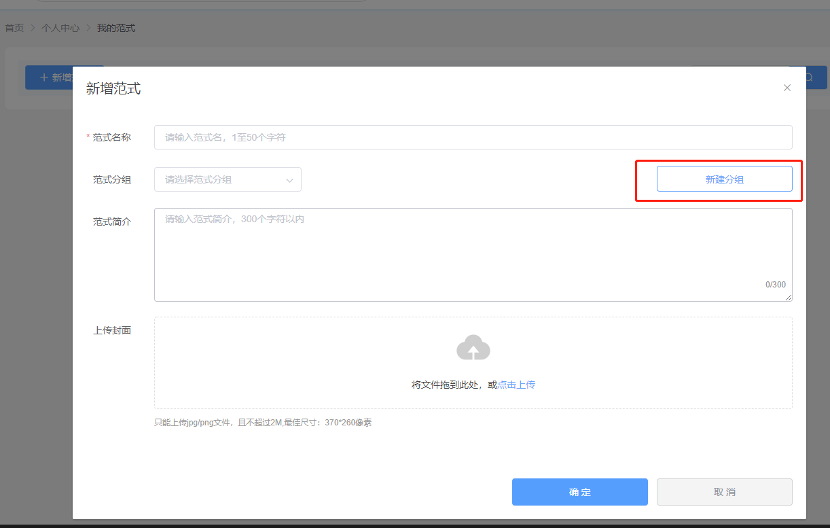 首页 > 个人中心 > 我的范式
+ 新增
新增范式
* 范式名称 请输入范式名，1至50个字符
范式分组 请选择范式分组 新建分组
范式简介 请输入范式简介，300个字符以内
0/300
上传封面
将文件拖到此处，或点击上传
只能上传jpg/png文件，且不超过2M,最佳尺寸：370*260像素
确 定 取 消